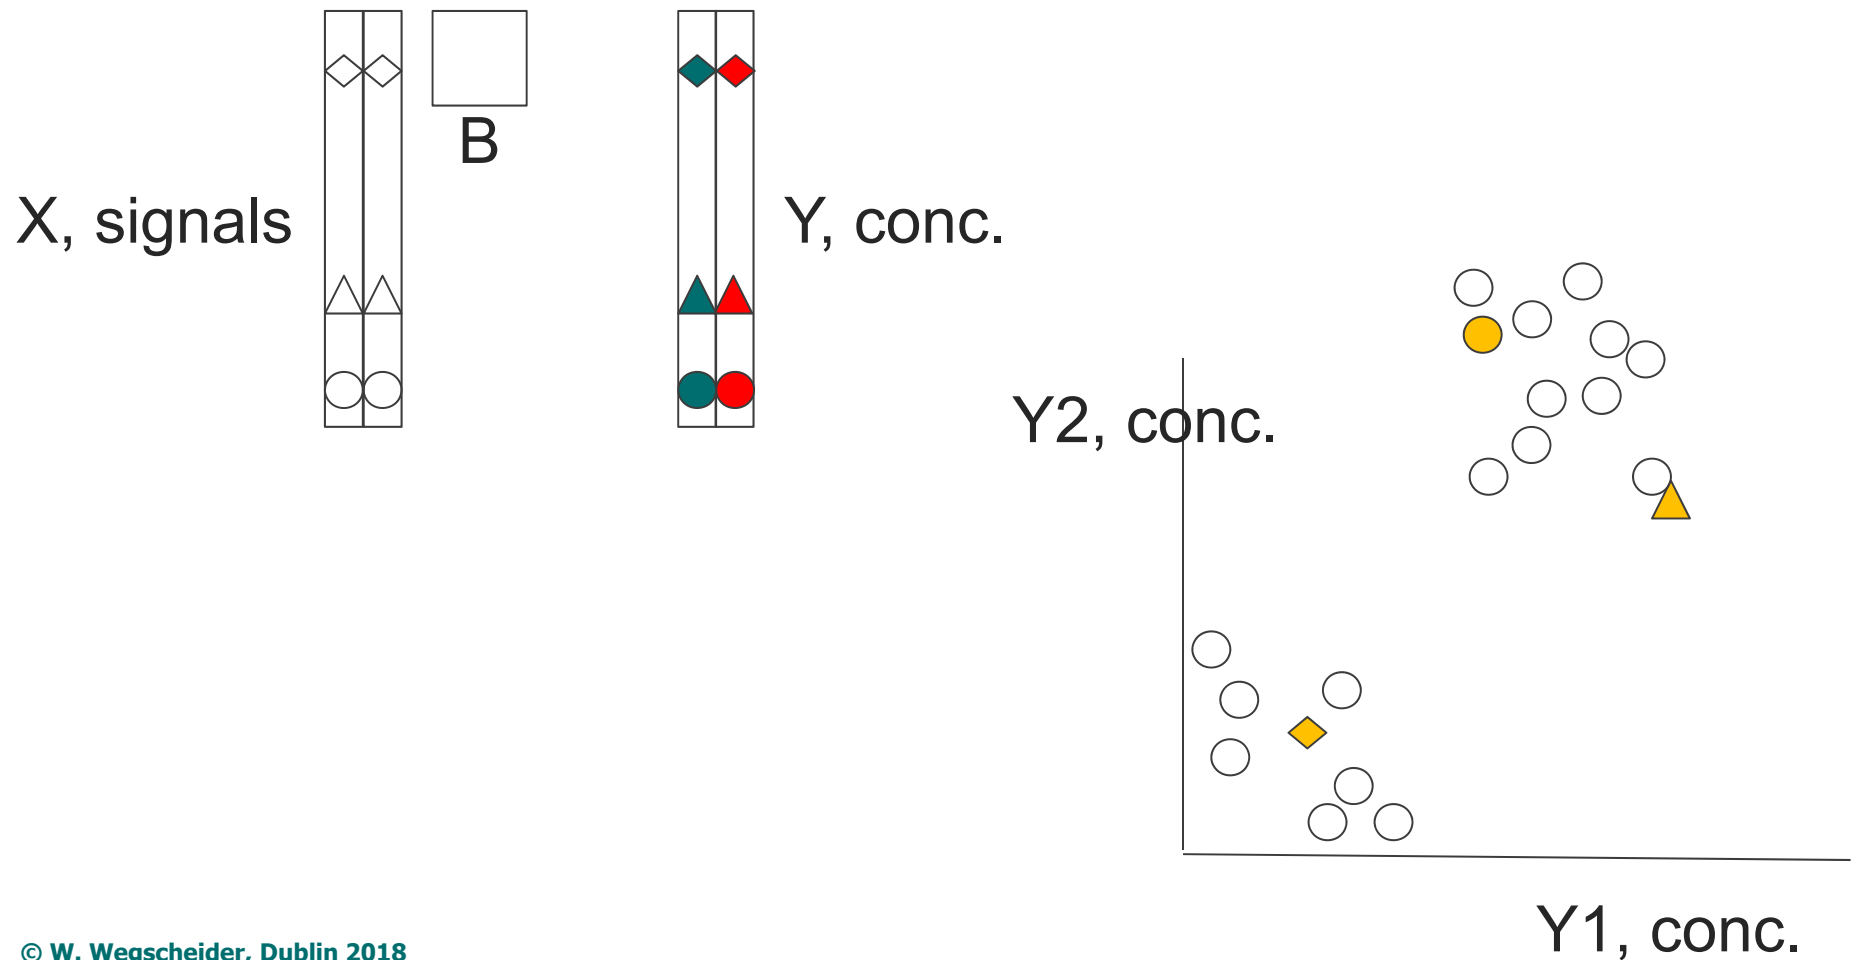 B
X, signals
Y, conc.
Y2, conc.
Y1, conc.
© W. Wegscheider, Dublin 2018